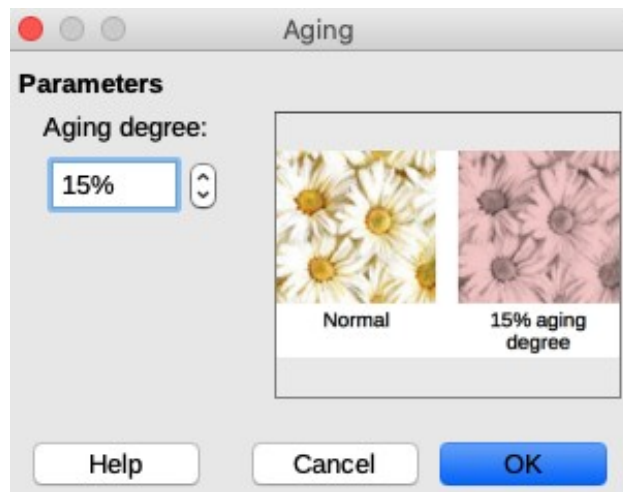 Aging
Parameters
Aging degree:
15%
Normal
15% aging
degree
Help
Cancel
OK